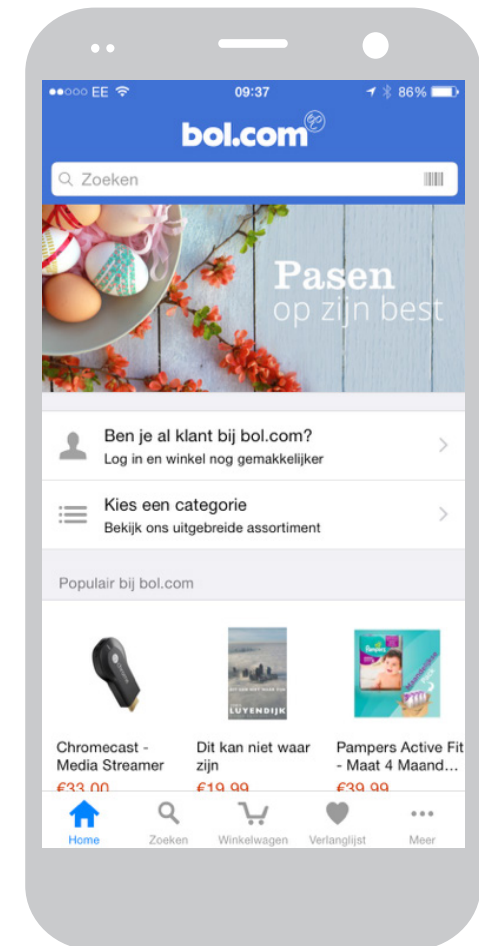 EE 09:37 86%
bol.com
Zoeken
Pasen
op zijn best
Ben je al klant bij bol.com?
Log in en winkel nog gemakkelijker
Kies een categorie
Bekijk ons uitgebreide assortiment
Populair bij bol.com
LUYENDIJK
Pampers
Chromecast -
Media Streamer
€33,00
Dit kan niet waar
zijn
€19,99
Pampers Active Fit
- Maat 4 Maand...
€39,99
Home Zoeken Winkelwagen Verlanglijst Meer